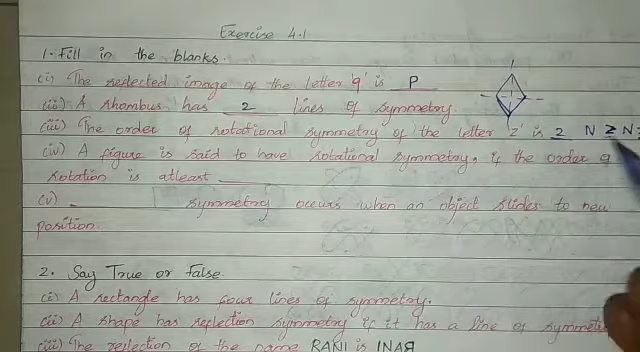 Exercise 4.1
1. Fill in the blanks.
(i) The reflected image of the letter 'q' is P
(ii) A rhombus has 2 lines of symmetry.
(iii) The order of rotational symmetry of the letter 'z' is 2 N Z N Z
(iv) A figure is said to have rotational symmetry, if the order of
rotation is atleast
(v) symmetry occurs when an object slides to new
position.
2. Say True or False.
(i) A rectangle has four lines of symmetry.
(ii) A shape has reflection symmetry if it has a line of symmetry
(iii) The reflection of the name RANI is INAЯ